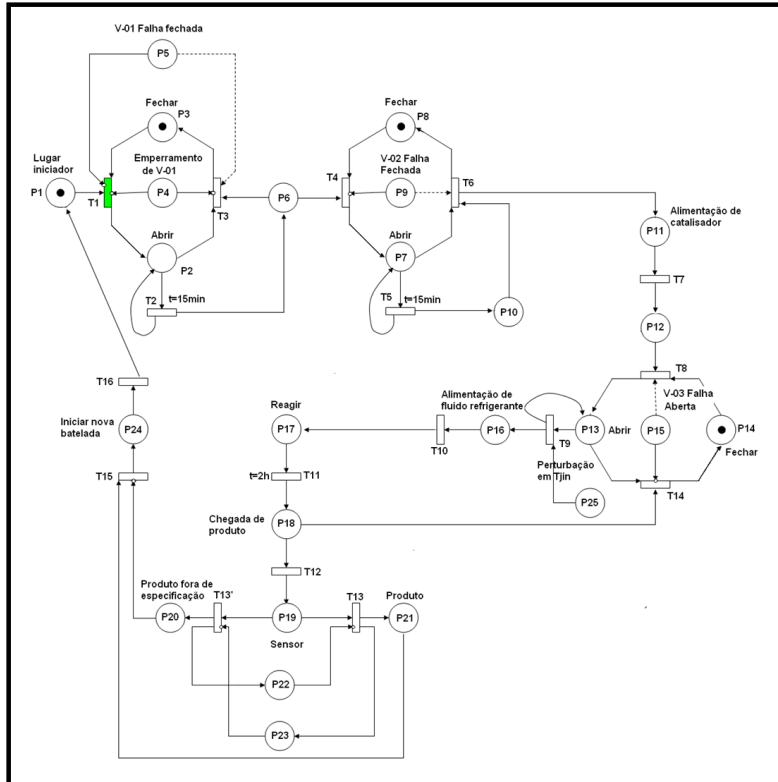 V-01 Falha fechada
P5
Fechar
P3
Fechar
P8
Lugar
iniciador
P1
Emperramento
de V-01
P4
T1
T3
P6
V-02 Falha
Fechada
T4
P9
T6
Abrir
P2
Abrir
P7
T2
t=15min
T5
t=15min
P10
Alimentação de
catalisador
P11
T7
P12
T8
V-03 Falha
Aberta
T16
Iniciar nova
batelada
P24
T15
Reagir
P17
T10
Alimentação de
fluido refrigerante
P16
T9
P13
Abrir
P15
P14
Fechar
t=2h
T11
Perturbação
em Tjin
P25
T14
Chegada de
produto
P18
T12
Produto fora de
especificação
P20
T13'
P19
Sensor
T13
Produto
P21
P22
P23